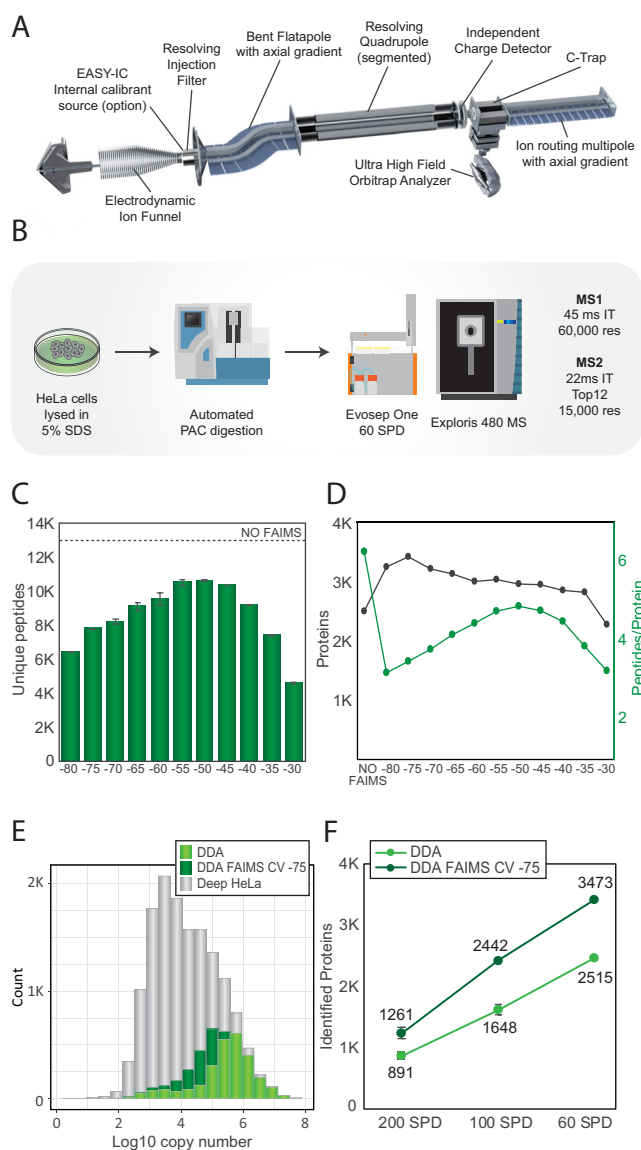 A
EASY-IC
Internal calibrant
source (option)
Resolving
Injection
Filter
Bent Flatapole
with axial gradient
Resolving
Quadrupole
(segmented)
Independent
Charge Detector
C-Trap
Electrodynamic
Ion Funnel
Ultra High Field
Orbitrap Analyzer
Ion routing multipole
with axial gradient
B
HeLa cells
lysed in
5% SDS
Automated
PAC digestion
Evosep One
60 SPD
Exploris 480 MS
MS1
45 ms IT
60,000 res
MS2
22ms IT
Top12
15,000 res
C
Unique peptides
14K
12K
10K
8K
6K
4K
2K
0
NO FAIMS
-80 -75 -70 -65 -60 -55 -50 -45 -40 -35 -30
D
Proteins
4K
3K
2K
1K
Peptides/Protein
6
4
2
NO FAIMS -80 -75 -70 -65 -60 -55 -50 -45 -40 -35 -30
E
DDA
DDA FAIMS CV -75
Deep HeLa
Count
2K
1K
0
0 2 4 6 8
Log10 copy number
F
DDA
DDA FAIMS CV -75
Identified Proteins
4K
3K
2K
1K
0
3473
2442
2515
1261
1648
891
200 SPD 100 SPD 60 SPD